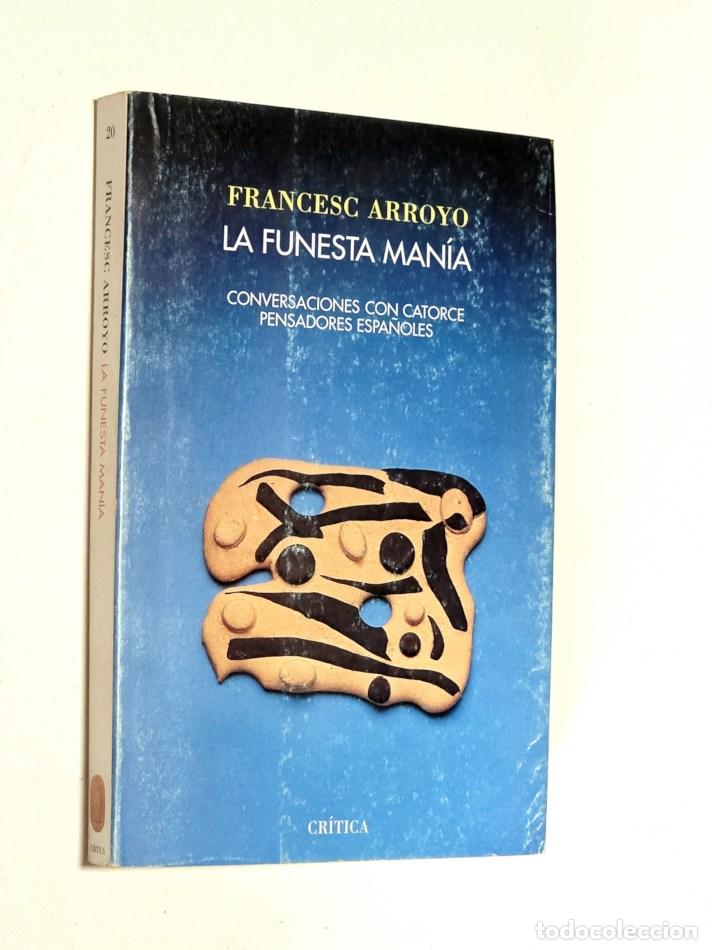 20
FRANCESC ARROYO LA FUNESTA MANÍA
CRÍTICA
FRANCESC ARROYO
LA FUNESTA MANÍA
CONVERSACIONES CON CATORCE
PENSADORES ESPAÑOLES
CRÍTICA
todocoleccion